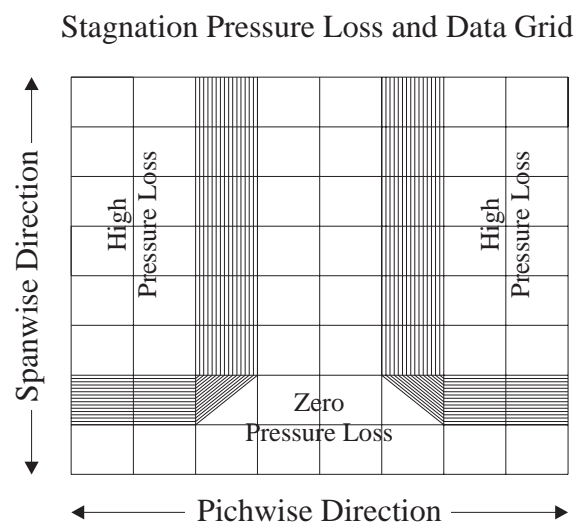 Stagnation Pressure Loss and Data Grid
Spanwise Direction
High
Pressure Loss
High
Pressure Loss
Zero
Pressure Loss
Pichwise Direction